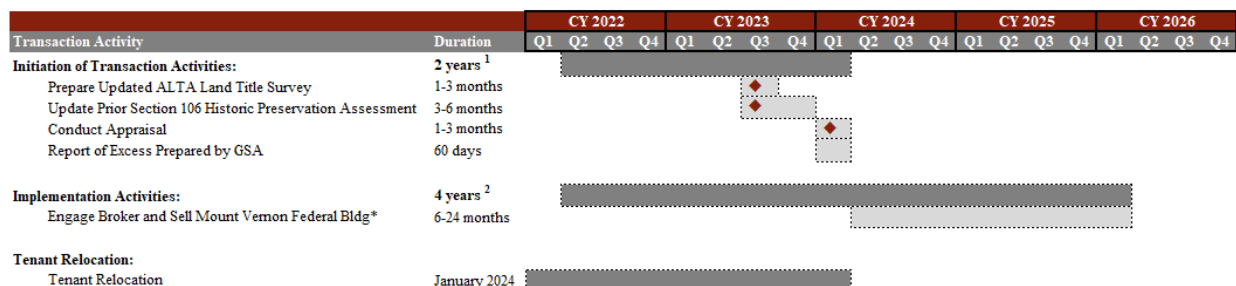 CY 2022 CY 2023 CY 2024 CY 2025 CY 2026
Transaction Activity Duration Q1 Q2 Q3 Q4 Q1 Q2 Q3 Q4 Q1 Q2 Q3 Q4 Q1 Q2 Q3 Q4 Q1 Q2 Q3 Q4
Initiation of Transaction Activities: 2 years 1
Prepare Updated ALTA Land Title Survey 1-3 months
Update Prior Section 106 Historic Preservation Assessment 3-6 months
Conduct Appraisal 1-3 months
Report of Excess Prepared by GSA 60 days
Implementation Activities: 4 years 2
Engage Broker and Sell Mount Vernon Federal Bldg* 6-24 months
Tenant Relocation:
Tenant Relocation January 2024